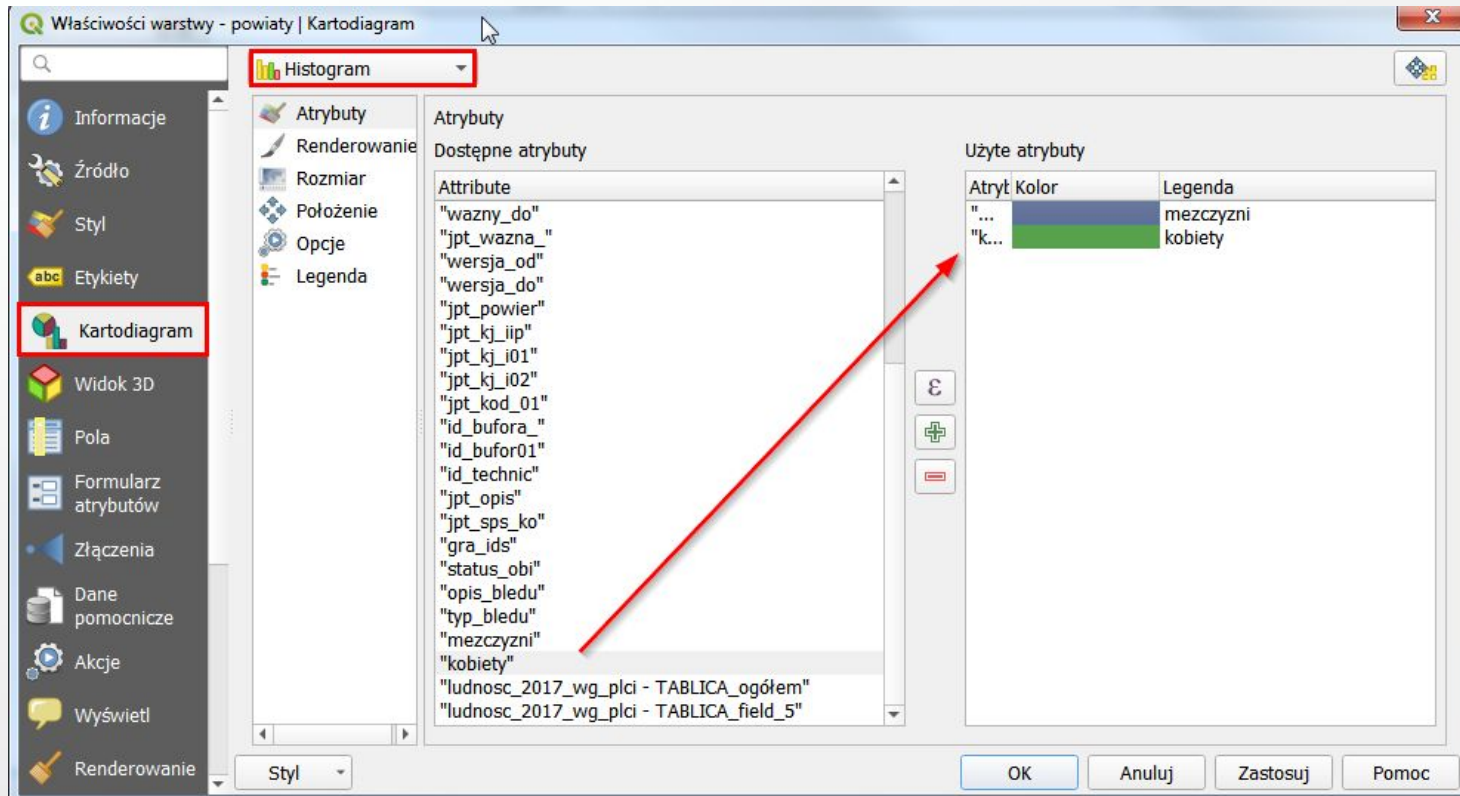 Właściwości warstwy - powiaty | Kartodiagram
Histogram
Informacje
Źródło
Styl
abc Etykiety
Kartodiagram
Widok 3D
Pola
Formularz
atrybutów
Złączenia
Dane
pomocnicze
Akcje
Wyświetl
Renderowanie
Atrybuty
Renderowanie
Rozmiar
Położenie
Opcje
Legenda
Atrybuty
Dostępne atrybuty
Attribute
"wazny_do"
"jpt_wazna_"
"wersja_od"
"wersja_do"
"jpt_powier"
"jpt_kj_iip"
"jpt_kj_i01"
"jpt_kj_i02"
"jpt_kod_01"
"id_bufora_"
"id_bufor01"
"id_technic"
"jpt_opis"
"jpt_sps_ko"
"gra_ids"
"status_obi"
"opis_bledu"
"typ_bledu"
"mezczyzni"
"kobiety"
"ludnosc_2017_wg_plci - TABLICA_ogółem"
"ludnosc_2017_wg_plci - TABLICA_field_5"
ε
Użyte atrybuty
Atryt Kolor Legenda
"... mezczyzni
"k... kobiety
Styl
OK Anuluj Zastosuj Pomoc